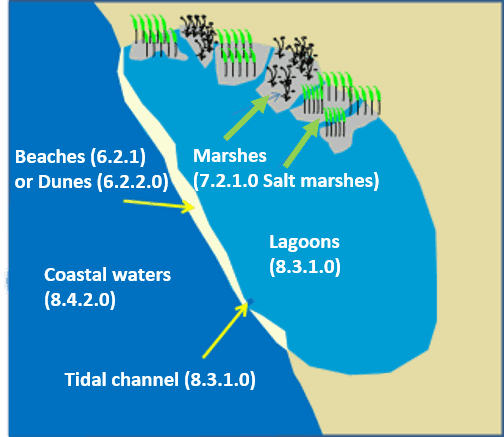 Beaches (6.2.1)
or Dunes (6.2.2.0)
Marshes
(7.2.1.0 Salt marshes)
Lagoons
(8.3.1.0)
Coastal waters
(8.4.2.0)
Tidal channel (8.3.1.0)